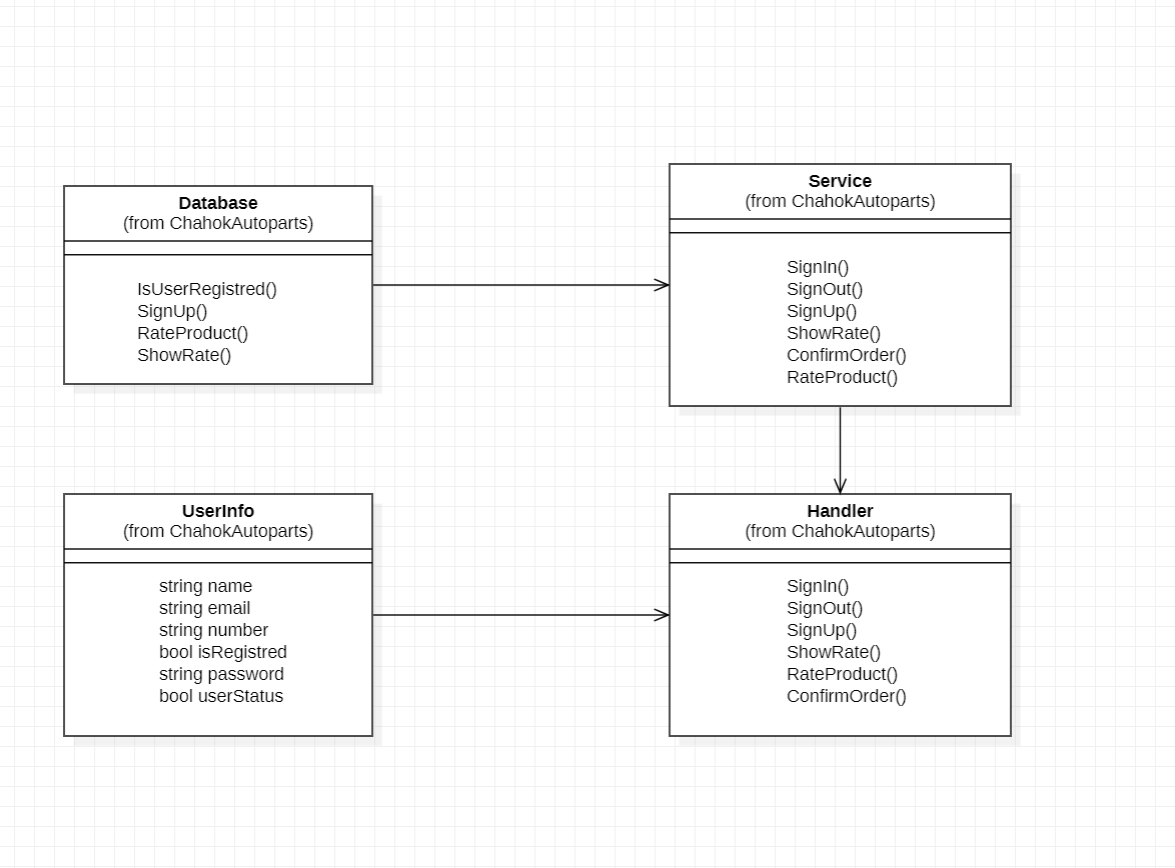 Database
(from ChahokAutoparts)
IsUserRegistred()
SignUp()
RateProduct()
ShowRate()
Service
(from ChahokAutoparts)
SignIn()
SignOut()
SignUp()
ShowRate()
ConfirmOrder()
RateProduct()
UserInfo
(from ChahokAutoparts)
string name
string email
string number
bool isRegistred
string password
bool userStatus
Handler
(from ChahokAutoparts)
SignIn()
SignOut()
SignUp()
ShowRate()
RateProduct()
ConfirmOrder()